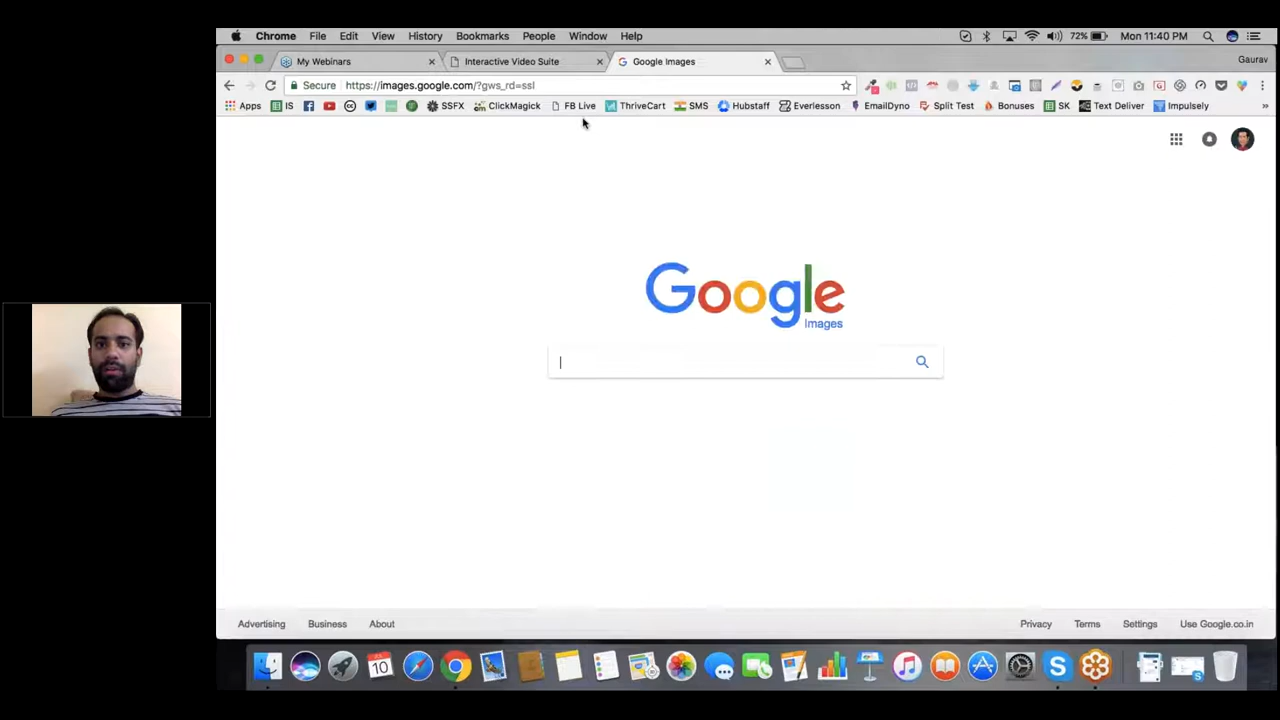 Chrome File Edit View History Bookmarks People Window Help 72% Mon 11:40 PM
My Webinars Interactive Video Suite Google Images Gaurav
Secure https://images.google.com/?gws_rd=ssl
Apps IS SSFX ClickMagick FB Live ThriveCart SMS Hubstaff Everlesson EmailDyno Split Test Bonuses SK Text Deliver Impulsely »
Google
Images
Advertising Business About Privacy Terms Settings Use Google.co.in
10